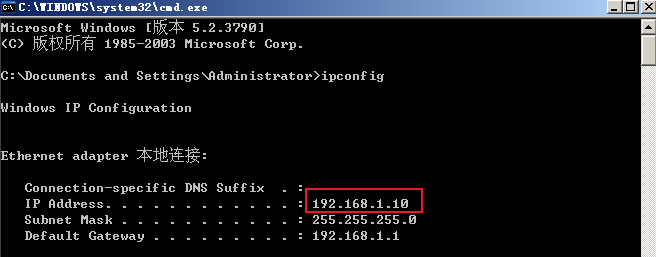 C:\WINDOWS\system32\cmd.exe
Microsoft Windows [版本 5.2.3790]
(C) 版权所有 1985-2003 Microsoft Corp.
C:\Documents and Settings\Administrator>ipconfig
Windows IP Configuration
Ethernet adapter 本地连接:
Connection-specific DNS Suffix  . :
IP Address. . . . . . . . . . . . : 192.168.1.10
Subnet Mask . . . . . . . . . . . : 255.255.255.0
Default Gateway . . . . . . . . . : 192.168.1.1